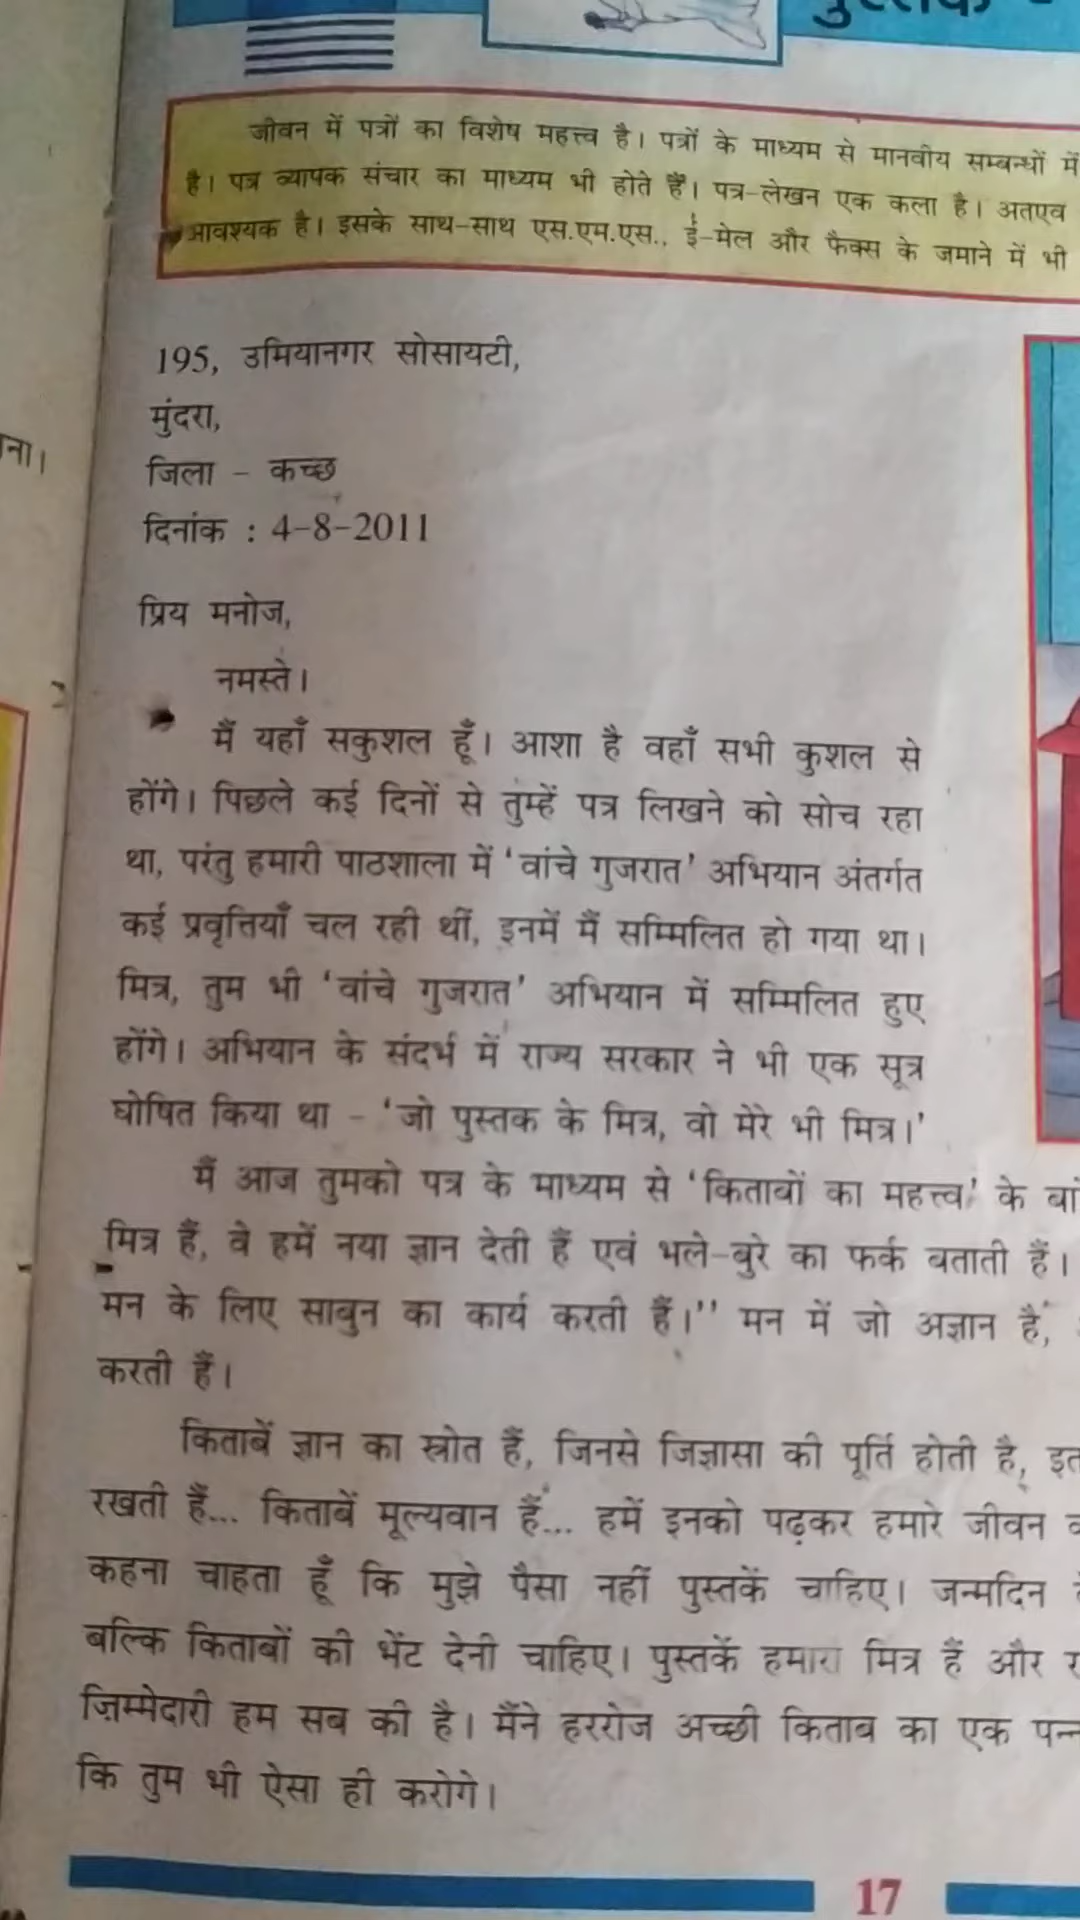 जीवन में पत्रों का विशेष महत्त्व है। पत्रों के माध्यम से मानवीय सम्बन्धों में
है। पत्र व्यापक संचार का माध्यम भी होते हैं। पत्र-लेखन एक कला है। अतएव
आवश्यक है। इसके साथ-साथ एस.एम.एस., ई-मेल और फैक्स के जमाने में भी
195, उमियानगर सोसायटी,
मुंदरा,
जिला - कच्छ
दिनांक : 4-8-2011
प्रिय मनोज,
नमस्ते।
मैं यहाँ सकुशल हूँ। आशा है वहाँ सभी कुशल से
होंगे। पिछले कई दिनों से तुम्हें पत्र लिखने को सोच रहा
था, परंतु हमारी पाठशाला में 'वांचे गुजरात' अभियान अंतर्गत
कई प्रवृत्तियाँ चल रही थीं, इनमें मैं सम्मिलित हो गया था।
मित्र, तुम भी 'वांचे गुजरात' अभियान में सम्मिलित हुए
होंगे। अभियान के संदर्भ में राज्य सरकार ने भी एक सूत्र
घोषित किया था - 'जो पुस्तक के मित्र, वो मेरे भी मित्र।'
मैं आज तुमको पत्र के माध्यम से 'किताबों का महत्त्व' के
मित्र हैं, वे हमें नया ज्ञान देती हैं एवं भले-बुरे का फर्क बताती हैं।
मन के लिए साबुन का कार्य करती हैं।'' मन में जो अज्ञान है,
करती हैं।
किताबें ज्ञान का स्रोत हैं, जिनसे जिज्ञासा की पूर्ति होती है,
रखती हैं... किताबें मूल्यवान हैं... हमें इनको पढ़कर हमारे जीवन
कहना चाहता हूँ कि मुझे पैसा नहीं पुस्तकें चाहिए। जन्मदिन
बल्कि किताबों की भेंट देनी चाहिए। पुस्तकें हमारा मित्र हैं और
ज़िम्मेदारी हम सब की है। मैंने हररोज अच्छी किताब का एक
कि तुम भी ऐसा ही करोगे।
17